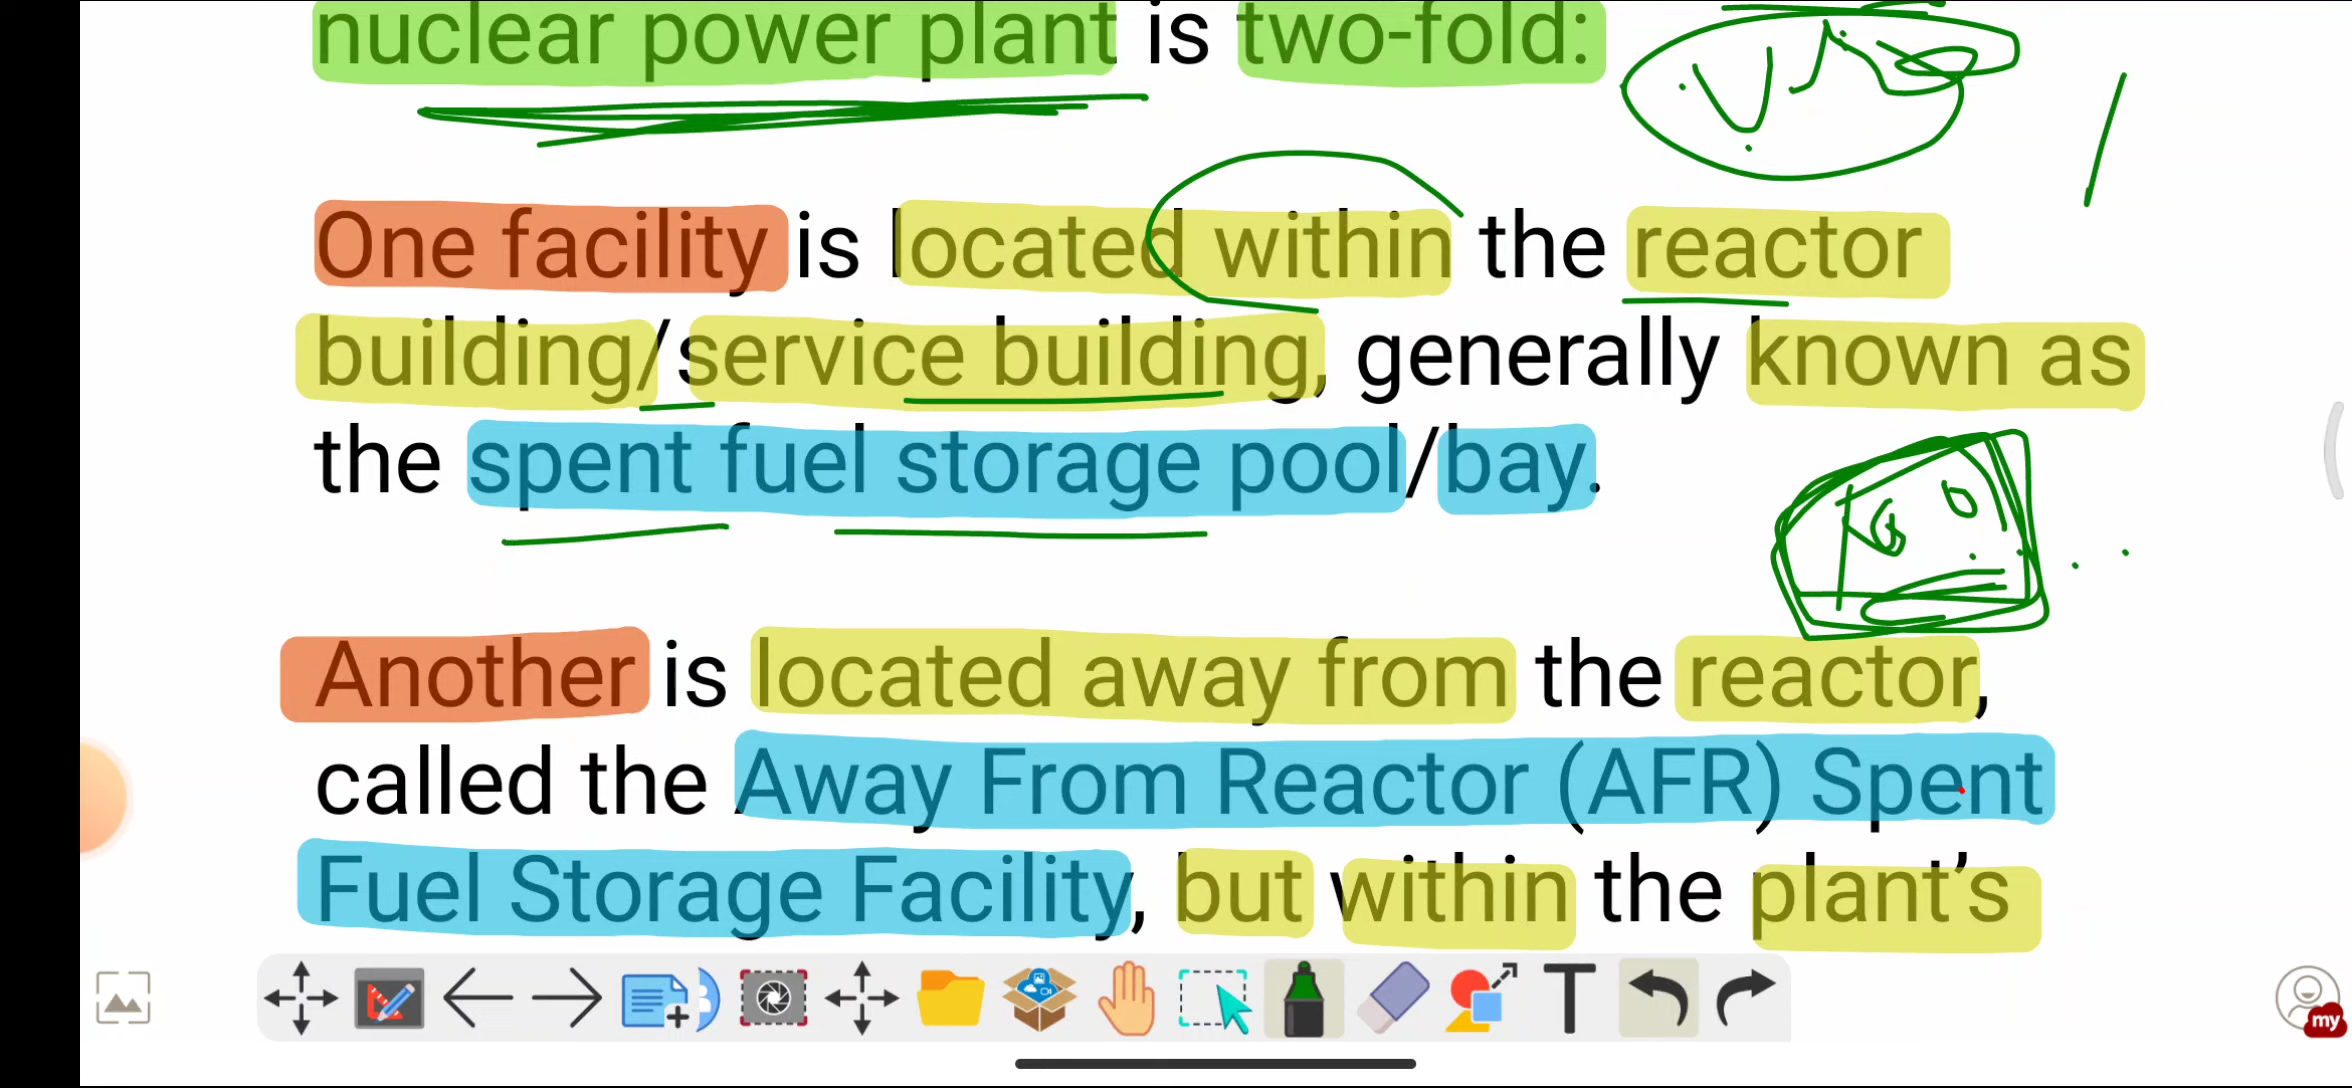 nuclear power plant is two-fold:
One facility is located within the reactor
building/service building, generally known as
the spent fuel storage pool/bay.
Another is located away from the reactor,
called the Away From Reactor (AFR) Spent
Fuel Storage Facility, but within the plant's
T
my